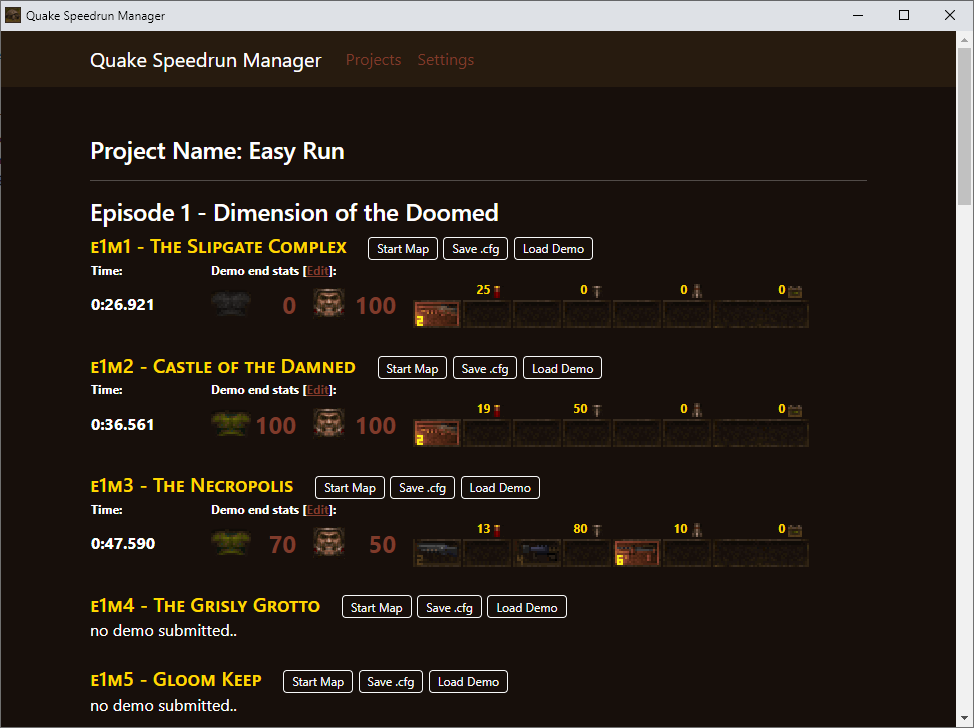 Quake Speedrun Manager
Quake Speedrun Manager Projects Settings
Project Name: Easy Run
Episode 1 - Dimension of the Doomed
E1M1 - The Slipgate Complex Start Map Save .cfg Load Demo
Time: Demo end stats [Edit]:
25 0 0 0
0:26.921 0 100
2
E1M2 - Castle of the Damned Start Map Save .cfg Load Demo
Time: Demo end stats [Edit]:
19 50 0 0
0:36.561 100 100
2
E1M3 - The Necropolis Start Map Save .cfg Load Demo
Time: Demo end stats [Edit]:
13 80 10 0
0:47.590 70 50
2 4 6
E1M4 - The Grisly Grotto Start Map Save .cfg Load Demo
no demo submitted..
E1M5 - Gloom Keep Start Map Save .cfg Load Demo
no demo submitted..